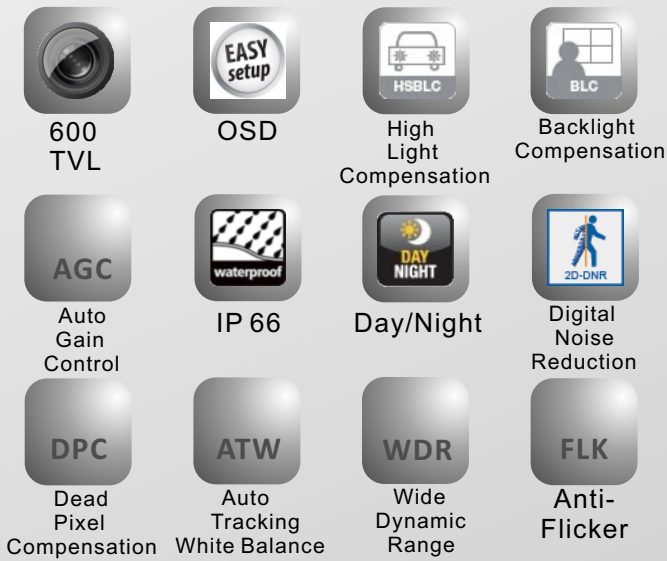 EASY
setup
HSBLC
BLC
600
TVL
OSD
High
Light
Compensation
Backlight
Compensation
AGC
waterproof
DAY
NIGHT
2D-DNR
Auto
Gain
Control
IP 66
Day/Night
Digital
Noise
Reduction
DPC
ATW
WDR
FLK
Dead
Pixel
Compensation
Auto
Tracking
White Balance
Wide
Dynamic
Range
Anti-
Flicker